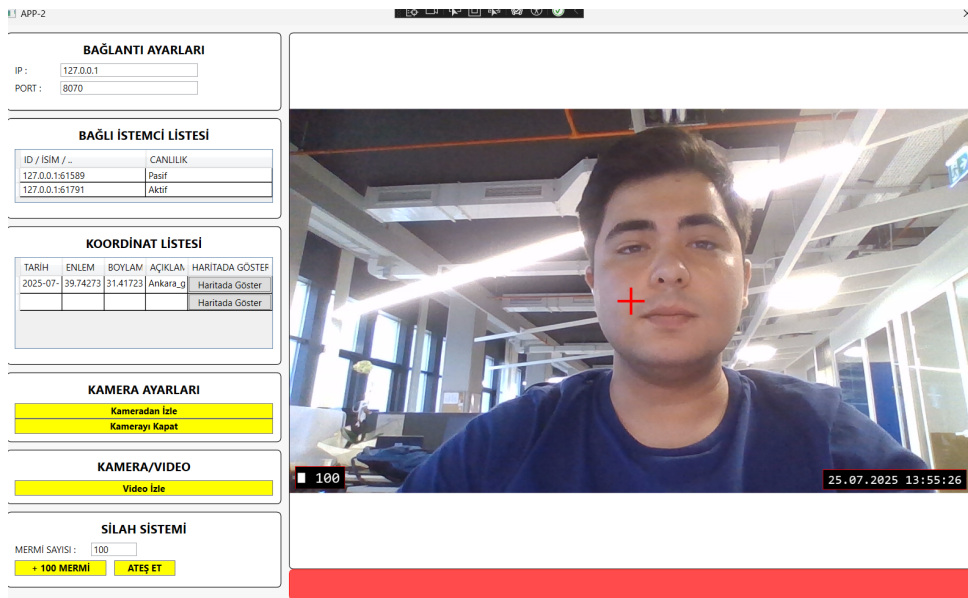 APP-2
BAĞLANTI AYARLARI
IP : 127.0.0.1
PORT : 8070
BAĞLI İSTEMCİ LİSTESİ
ID / İSİM / .. CANLILIK
127.0.0.1:61589 Pasif
127.0.0.1:61791 Aktif
KOORDİNAT LİSTESİ
TARİH ENLEM BOYLAM AÇIKLAM HARİTADA GÖSTER
2025-07- 39.74273 31.41723 Ankara_g Haritada Göster
Haritada Göster
KAMERA AYARLARI
Kameradan İzle
Kamerayı Kapat
KAMERA/VIDEO
Video İzle
SİLAH SİSTEMİ
MERMİ SAYISI : 100
+ 100 MERMİ ATEŞ ET
100
25.07.2025 13:55:26